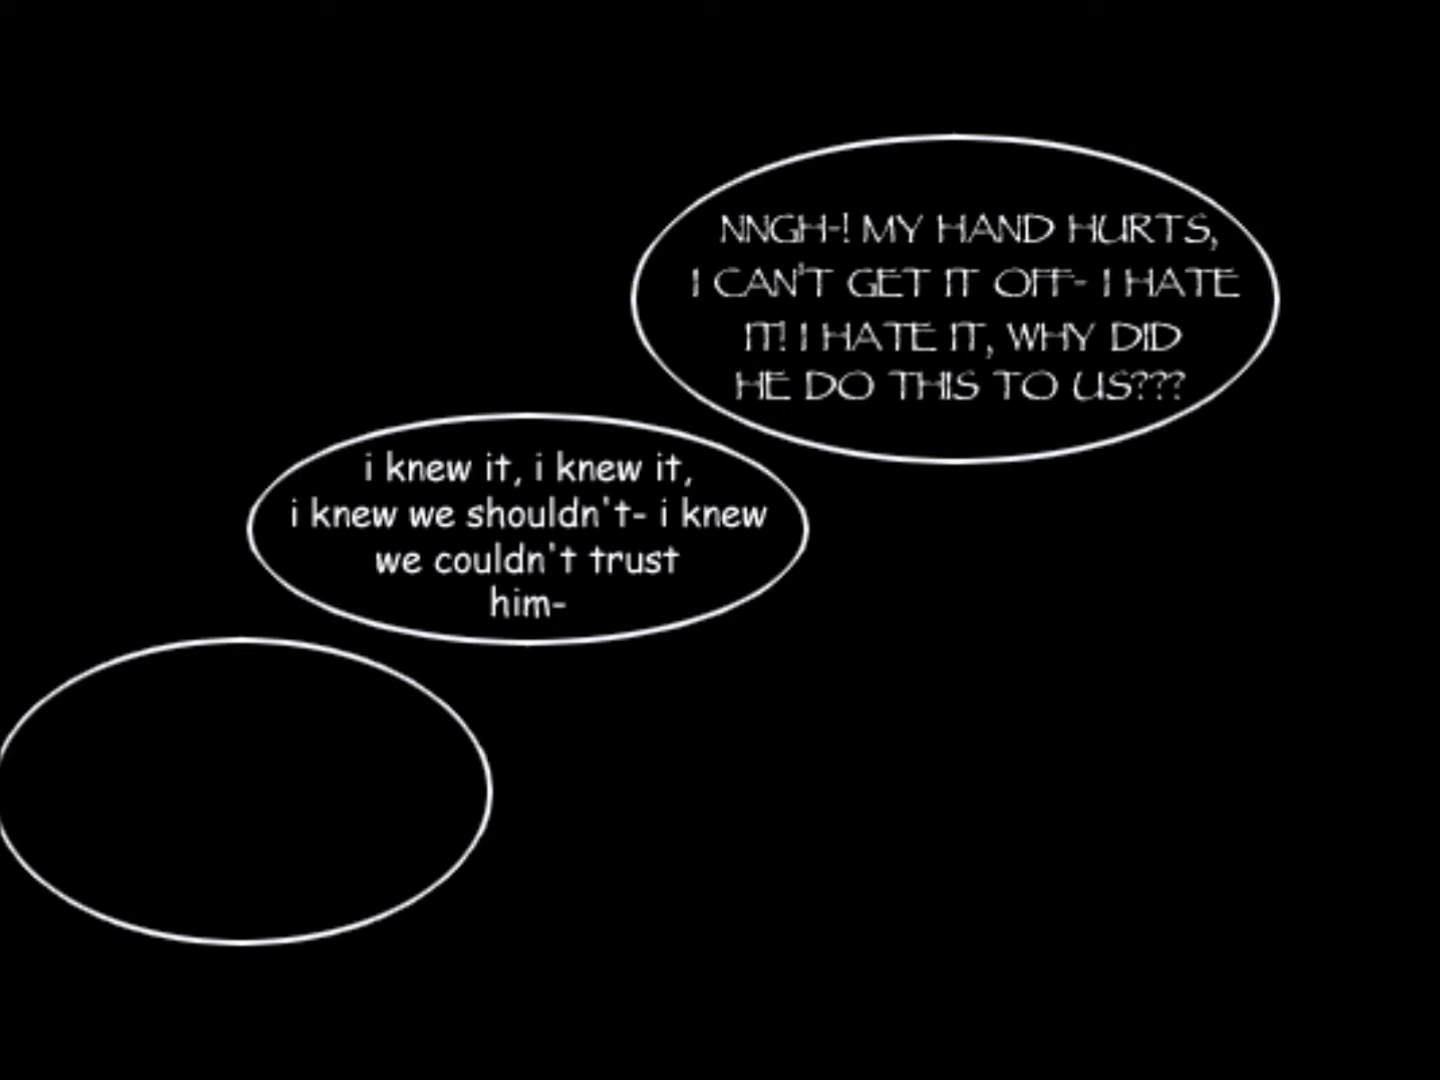 NNGH-! MY HAND HURTS,
I CAN'T GET IT OFF- I HATE
IT! I HATE IT, WHY DID
HE DO THIS TO US???
i knew it, i knew it,
i knew we shouldn't- i knew
we couldn't trust
him-